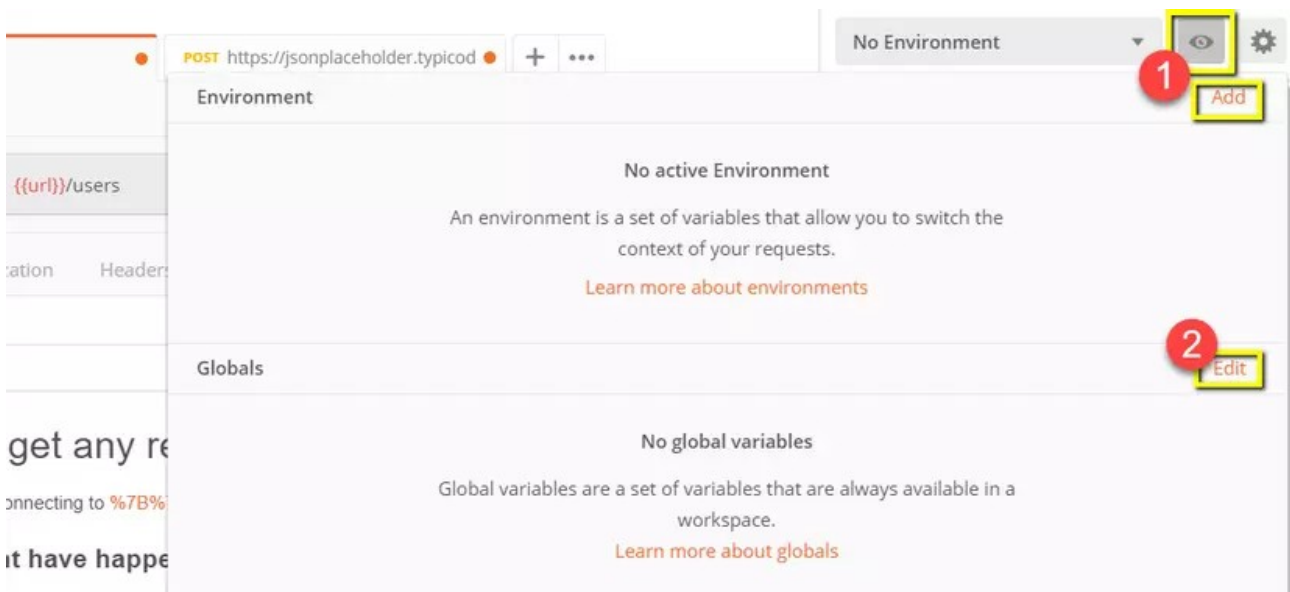 No Environment
POST https://jsonplaceholder.typicod
1
Environment
Add
No active Environment
{{url}}/users
An environment is a set of variables that allow you to switch the
context of your requests.
Learn more about environments
Headers
2
Globals
Edit
No global variables
get any re
Global variables are a set of variables that are always available in a
workspace.
onnecting to %7B%
Learn more about globals
t have happe